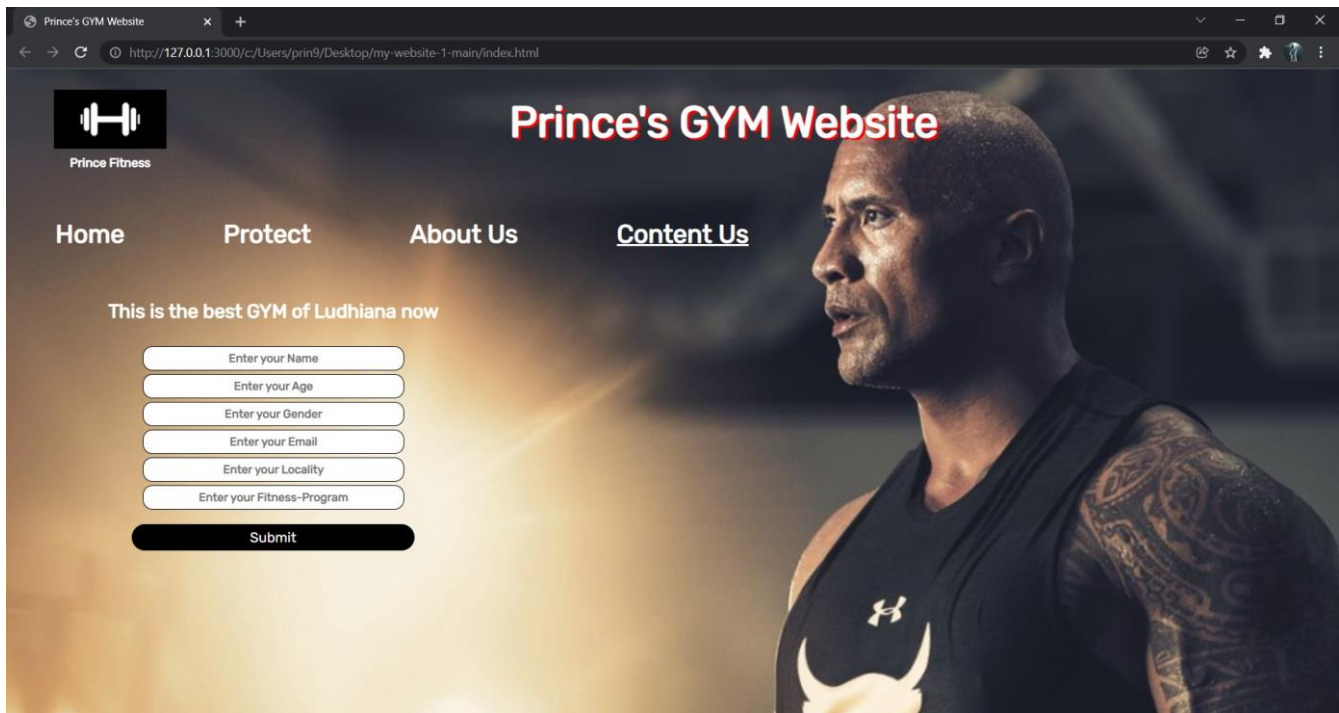 Prince's GYM Website
http://127.0.0.1:3000/c:/Users/prin9/Desktop/my-website-1-main/index.html
Prince's GYM Website
Prince Fitness
Home Protect About Us Content Us
This is the best GYM of Ludhiana now
Enter your Name
Enter your Age
Enter your Gender
Enter your Email
Enter your Locality
Enter your Fitness-Program
Submit